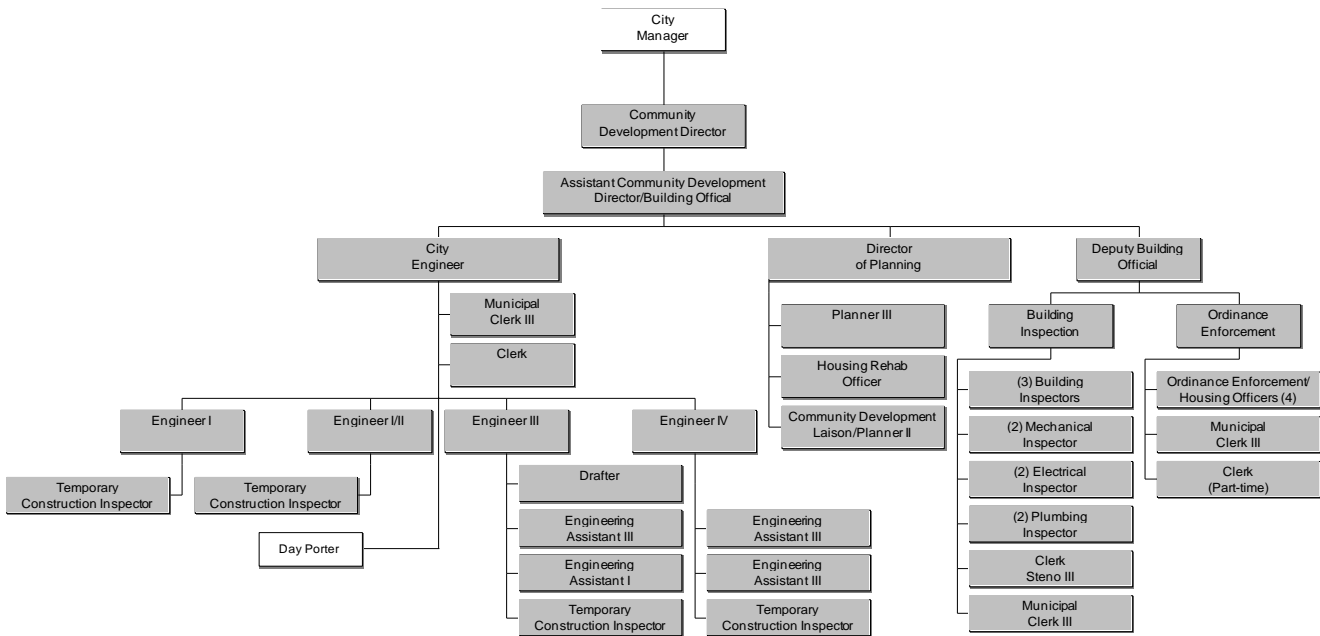 City
Manager
Community
Development Director
Assistant Community Development
Director/Building Offical
City
Engineer
Director
of Planning
Deputy Building
Official
Municipal
Clerk III
Clerk
Planner III
Housing Rehab
Officer
Community Development
Laison/Planner II
Building
Inspection
Ordinance
Enforcement
(3) Building
Inspectors
(2) Mechanical
Inspector
(2) Electrical
Inspector
(2) Plumbing
Inspector
Clerk
Steno III
Municipal
Clerk III
Ordinance Enforcement/
Housing Officers (4)
Municipal
Clerk III
Clerk
(Part-time)
Engineer I
Engineer I/II
Engineer III
Engineer IV
Temporary
Construction Inspector
Temporary
Construction Inspector
Drafter
Engineering
Assistant III
Engineering
Assistant I
Temporary
Construction Inspector
Engineering
Assistant III
Engineering
Assistant III
Temporary
Construction Inspector
Day Porter